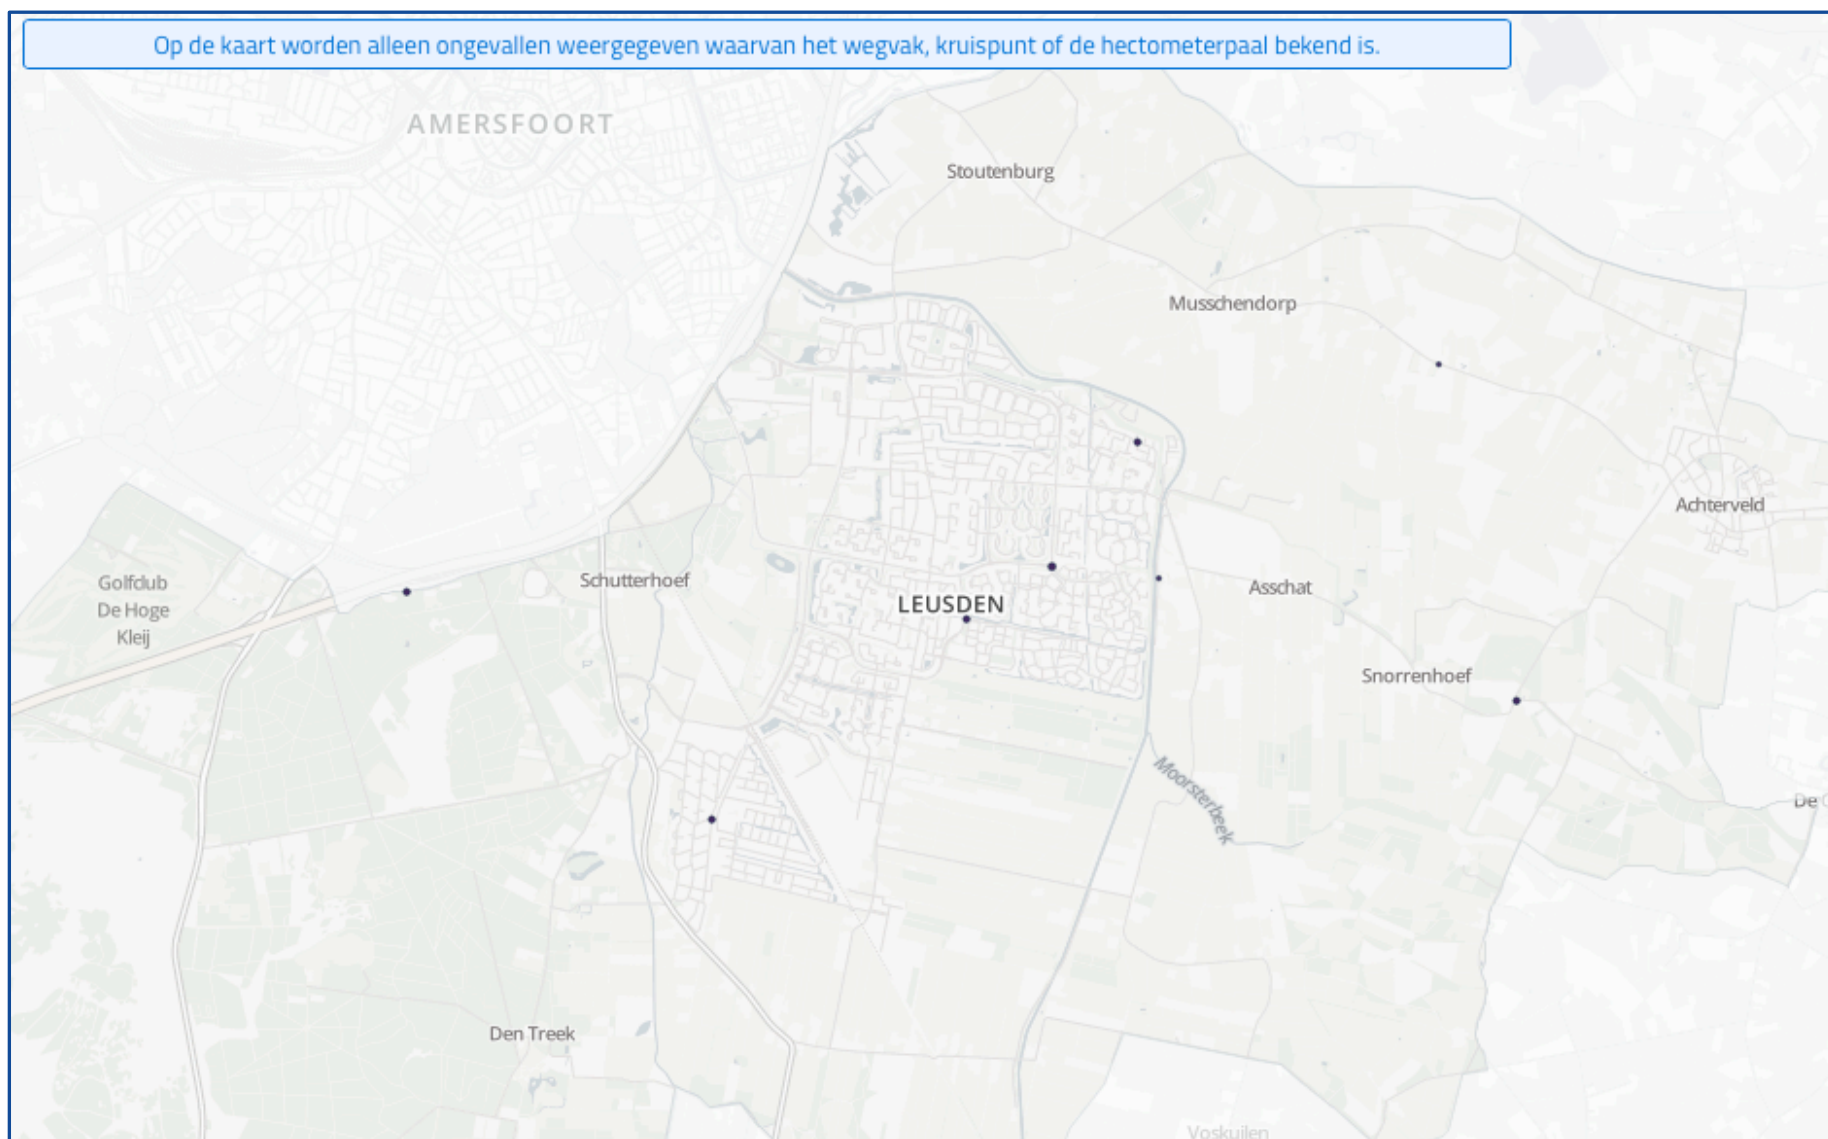 Op de kaart worden alleen ongevallen weergegeven waarvan het wegvak, kruispunt of de hectometerpaal bekend is.
AMERSFOORT
Stoutenburg
Musschendorp
Achterveld
Golfclub
De Hoge
Kleij
Schutterhoef
Asschat
LEUSDEN
Snorrenhoef
Moorsterbeek
De
Den Treek
Voskuilen